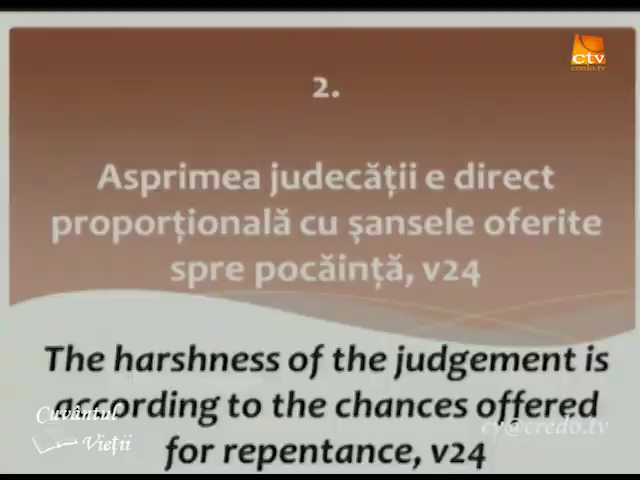 ctv
credo.tv
2.
Asprimea judecății e direct
proporțională cu șansele oferite
spre pocăință, v24
The harshness of the judgement is
according to the chances offered
for repentance, v24
Cuvântul
Vieții
cv@credo.tv